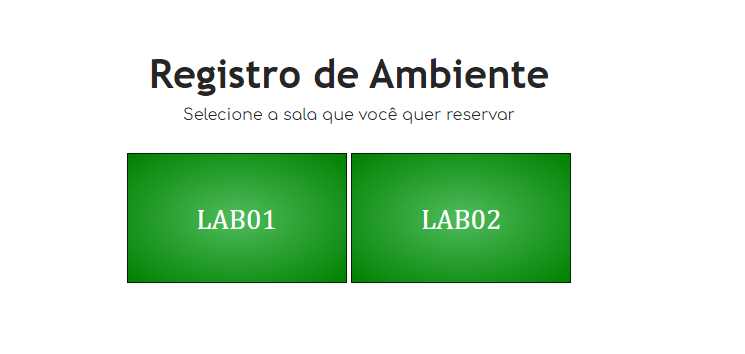 Registro de Ambiente
Selecione a sala que você quer reservar
LAB01 LAB02